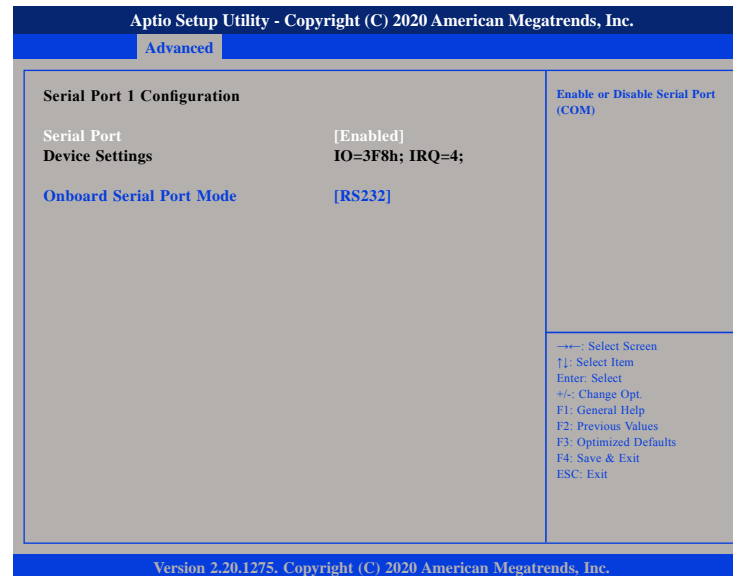 Aptio Setup Utility - Copyright (C) 2020 American Megatrends, Inc.
Advanced
Serial Port 1 Configuration
Serial Port [Enabled]
Device Settings IO=3F8h; IRQ=4;
Onboard Serial Port Mode [RS232]
Enable or Disable Serial Port
(COM)
→←: Select Screen
↑↓: Select Item
Enter: Select
+/-: Change Opt.
F1: General Help
F2: Previous Values
F3: Optimized Defaults
F4: Save & Exit
ESC: Exit
Version 2.20.1275. Copyright (C) 2020 American Megatrends, Inc.